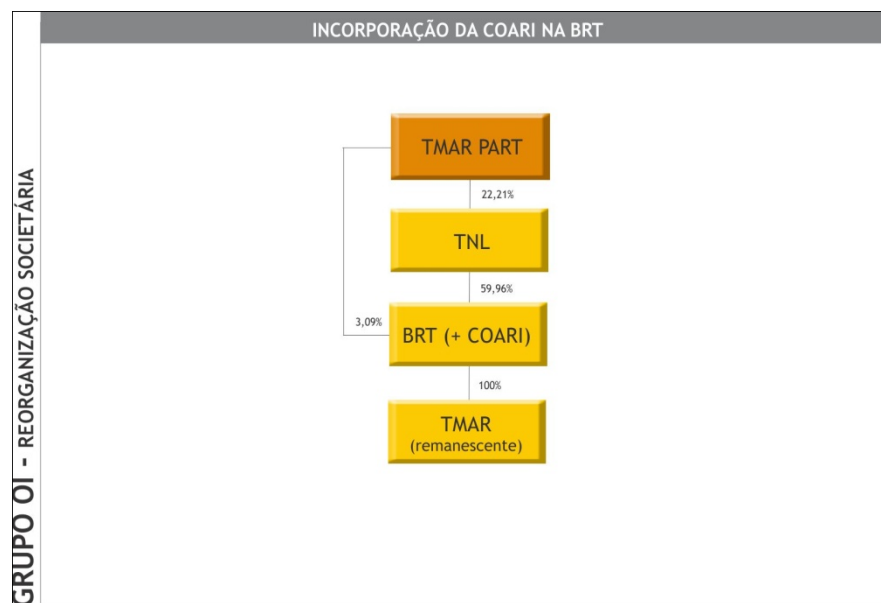 INCORPORAÇÃO DA COARI NA BRT
GRUPO OI - REORGANIZAÇÃO SOCIETÁRIA
TMAR PART
22,21%
TNL
59,96%
3,09%
BRT (+ COARI)
100%
TMAR
(remanescente)